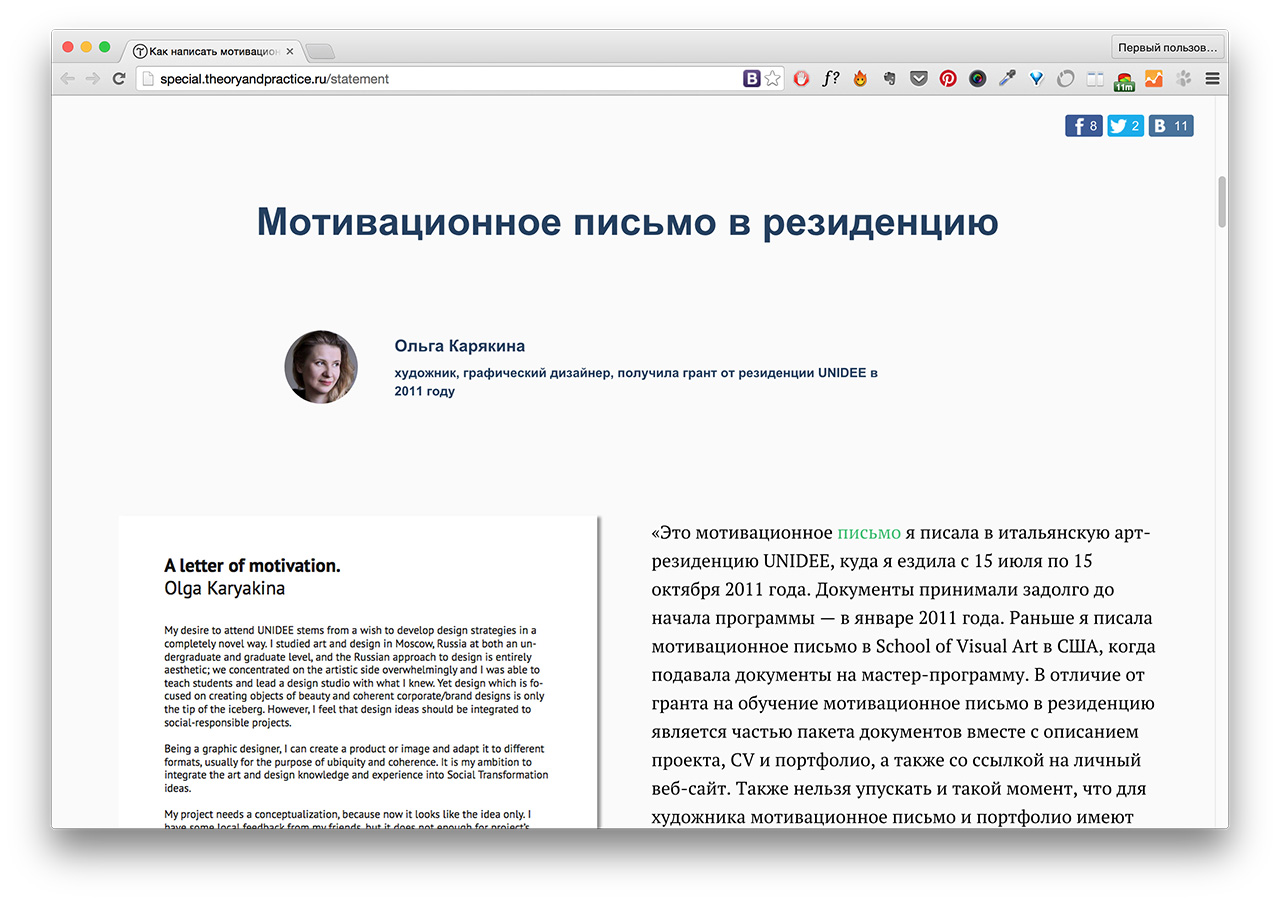 Как написать мотивацион
Первый пользов...
special.theoryandpractice.ru/statement
B
f?
11m
8 2 B 11
Мотивационное письмо в резиденцию
Ольга Карякина
художник, графический дизайнер, получила грант от резиденции UNIDEE в
2011 году
A letter of motivation.
Olga Karyakina
My desire to attend UNIDEE stems from a wish to develop design strategies in a
completely novel way. I studied art and design in Moscow, Russia at both an un-
dergraduate and graduate level, and the Russian approach to design is entirely
aesthetic; we concentrated on the artistic side overwhelmingly and I was able to
teach students and lead a design studio with what I knew. Yet design which is fo-
cused on creating objects of beauty and coherent corporate/brand designs is only
the tip of the iceberg. However, I feel that design ideas should be integrated to
social-responsible projects.
Being a graphic designer, I can create a product or image and adapt it to different
formats, usually for the purpose of ubiquity and coherence. It is my ambition to
integrate the art and design knowledge and experience into Social Transformation
ideas.
My project needs a conceptualization, because now it looks like the idea only. I
have some local feedback from my friends, but it does not enough for project's
«Это мотивационное письмо я писала в итальянскую арт-
резиденцию UNIDEE, куда я ездила с 15 июля по 15
октября 2011 года. Документы принимали задолго до
начала программы — в январе 2011 года. Раньше я писала
мотивационное письмо в School of Visual Art в США, когда
подавала документы на мастер-программу. В отличие от
гранта на обучение мотивационное письмо в резиденцию
является частью пакета документов вместе с описанием
проекта, CV и портфолио, а также со ссылкой на личный
веб-сайт. Также нельзя упускать и такой момент, что для
художника мотивационное письмо и портфолио имеют